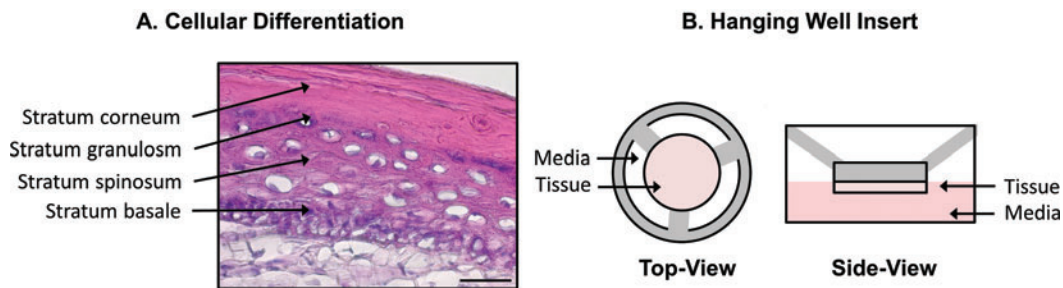 A. Cellular Differentiation
Stratum corneum
Stratum granulosm
Stratum spinosum
Stratum basale
B. Hanging Well Insert
Media
Tissue
Top-View
Tissue
Media
Side-View